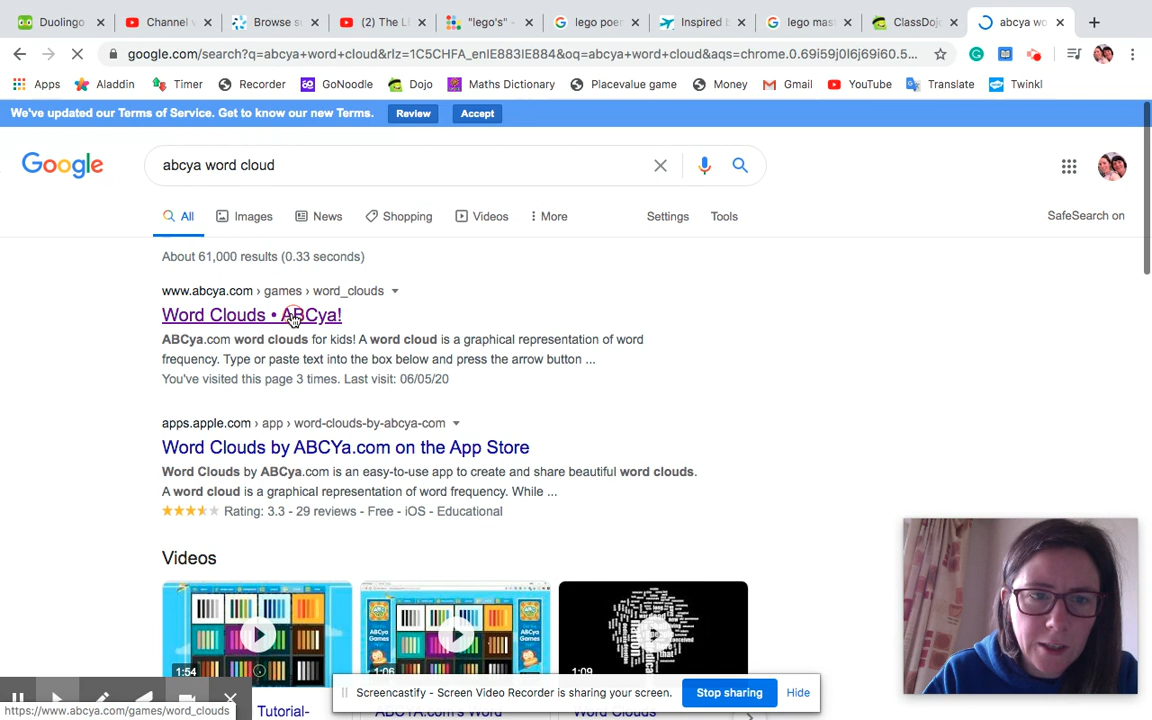 Duolingo
Channel v
Browse s
(2) The Li
"lego's" -
lego poer
Inspired b
lego mas
ClassDojo
abcya wo
google.com/search?q=abcya+word+cloud&rlz=1C5CHFA_enIE883IE884&oq=abcya+word+cloud&aqs=chrome.0.69i59j0l6j69i60.5...
Apps
Aladdin
Timer
Recorder
GoNoodle
Dojo
Maths Dictionary
Placevalue game
Money
Gmail
YouTube
Translate
Twinkl
We've updated our Terms of Service. Get to know our new Terms.
Review
Accept
Google
abcya word cloud
All
Images
News
Shopping
Videos
More
Settings
Tools
SafeSearch on
About 61,000 results (0.33 seconds)
www.abcya.com › games › word_clouds
Word Clouds • ABCya!
ABCya.com word clouds for kids! A word cloud is a graphical representation of word
frequency. Type or paste text into the box below and press the arrow button ...
You've visited this page 3 times. Last visit: 06/05/20
apps.apple.com › app › word-clouds-by-abcya-com
Word Clouds by ABCYa.com on the App Store
Word Clouds by ABCya.com is an easy-to-use app to create and share beautiful word clouds.
A word cloud is a graphical representation of word frequency. While ...
Rating: 3.3 - 29 reviews - Free - iOS - Educational
Videos
1:54
1:06
1:09
Screencastify - Screen Video Recorder is sharing your screen.
Stop sharing
Hide
https://www.abcya.com/games/word_clouds
Tutorial-
ABCya.com's Word
Word Clouds